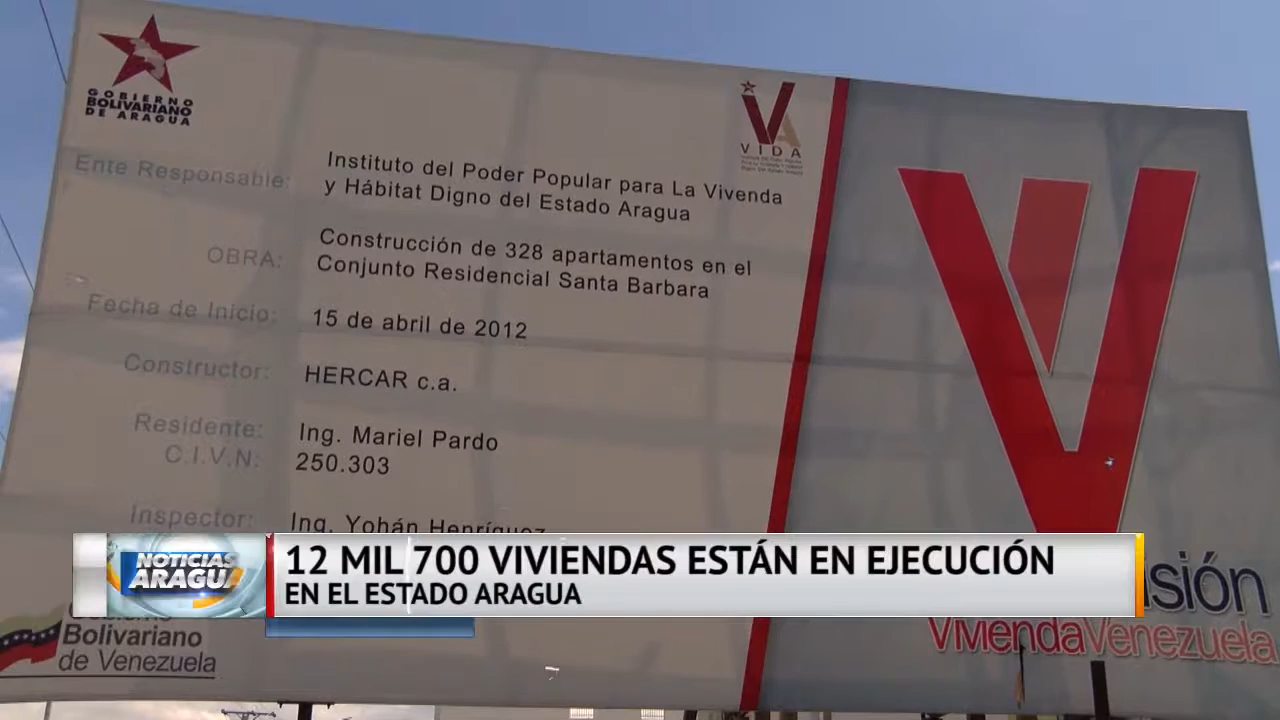 GOBIERNO
BOLIVARIANO
DE ARAGUA
VIDA
Ente Responsable: Instituto del Poder Popular para La Vivenda
y Hábitat Digno del Estado Aragua
OBRA: Construcción de 328 apartamentos en el
Conjunto Residencial Santa Barbara
Fecha de Inicio: 15 de abril de 2012
Constructor: HERCAR c.a.
Residente: Ing. Mariel Pardo
C.I.V.N: 250.303
Inspector: Ing. Yohán Henríquez
NOTICIAS
ARAGUA
12 MIL 700 VIVIENDAS ESTÁN EN EJECUCIÓN
EN EL ESTADO ARAGUA
Bolivariano
de Venezuela
isión
ViviendaVenezuela